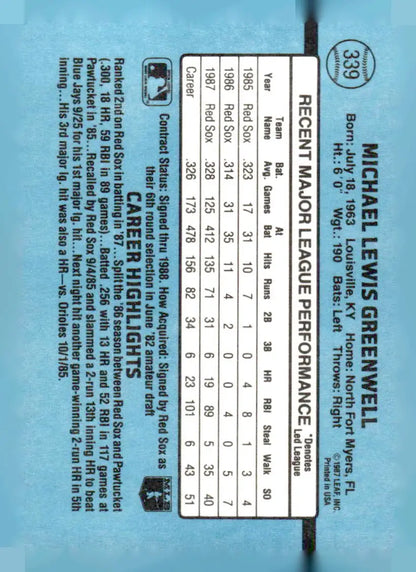 339
MICHAEL LEWIS GREENWELL
© 1987 LEAF, INC.
Printed in USA
Born: July 18, 1963 Louisville, KY Home: North Fort Myers, FL
Ht.: 6'0" Wgt.: 190 Bats: Left Throws: Right
RECENT MAJOR LEAGUE PERFORMANCE *Denotes Led League
Year Team Name Bat. Avg. Games At Bat Hits Runs 2B 3B HR RBI Steal Walk SO
1985 Red Sox .323 17 31 10 7 1 0 4 8 1 3 4
1986 Red Sox .314 31 35 11 4 2 0 0 4 0 5 7
1987 Red Sox .328 125 412 135 71 31 6 19 89 5 35 40
Career .326 173 478 156 82 34 6 23 101 6 43 51
Contract Status: Signed thru 1988. How Acquired: Signed by Red Sox as
their 6th round selection in June '82 amateur draft
MLB
CAREER HIGHLIGHTS
Ranked 2nd on Red Sox in batting in '87...Split the '86 season between Red Sox and Pawtucket
(.300, 18 HR, 59 RBI in 89 games)...Batted .256 with 13 HR and 52 RBI in 117 games at
Pawtucket in '85...Recalled by Red Sox 9/4/85 and slammed a 2-run 13th inning HR to beat
Blue Jays 9/25 for his 1st major lg. hit...Next night hit another game-winning 2-run HR in 5th
inning...His 3rd major lg. hit was also a HR—vs. Orioles 10/1/85.